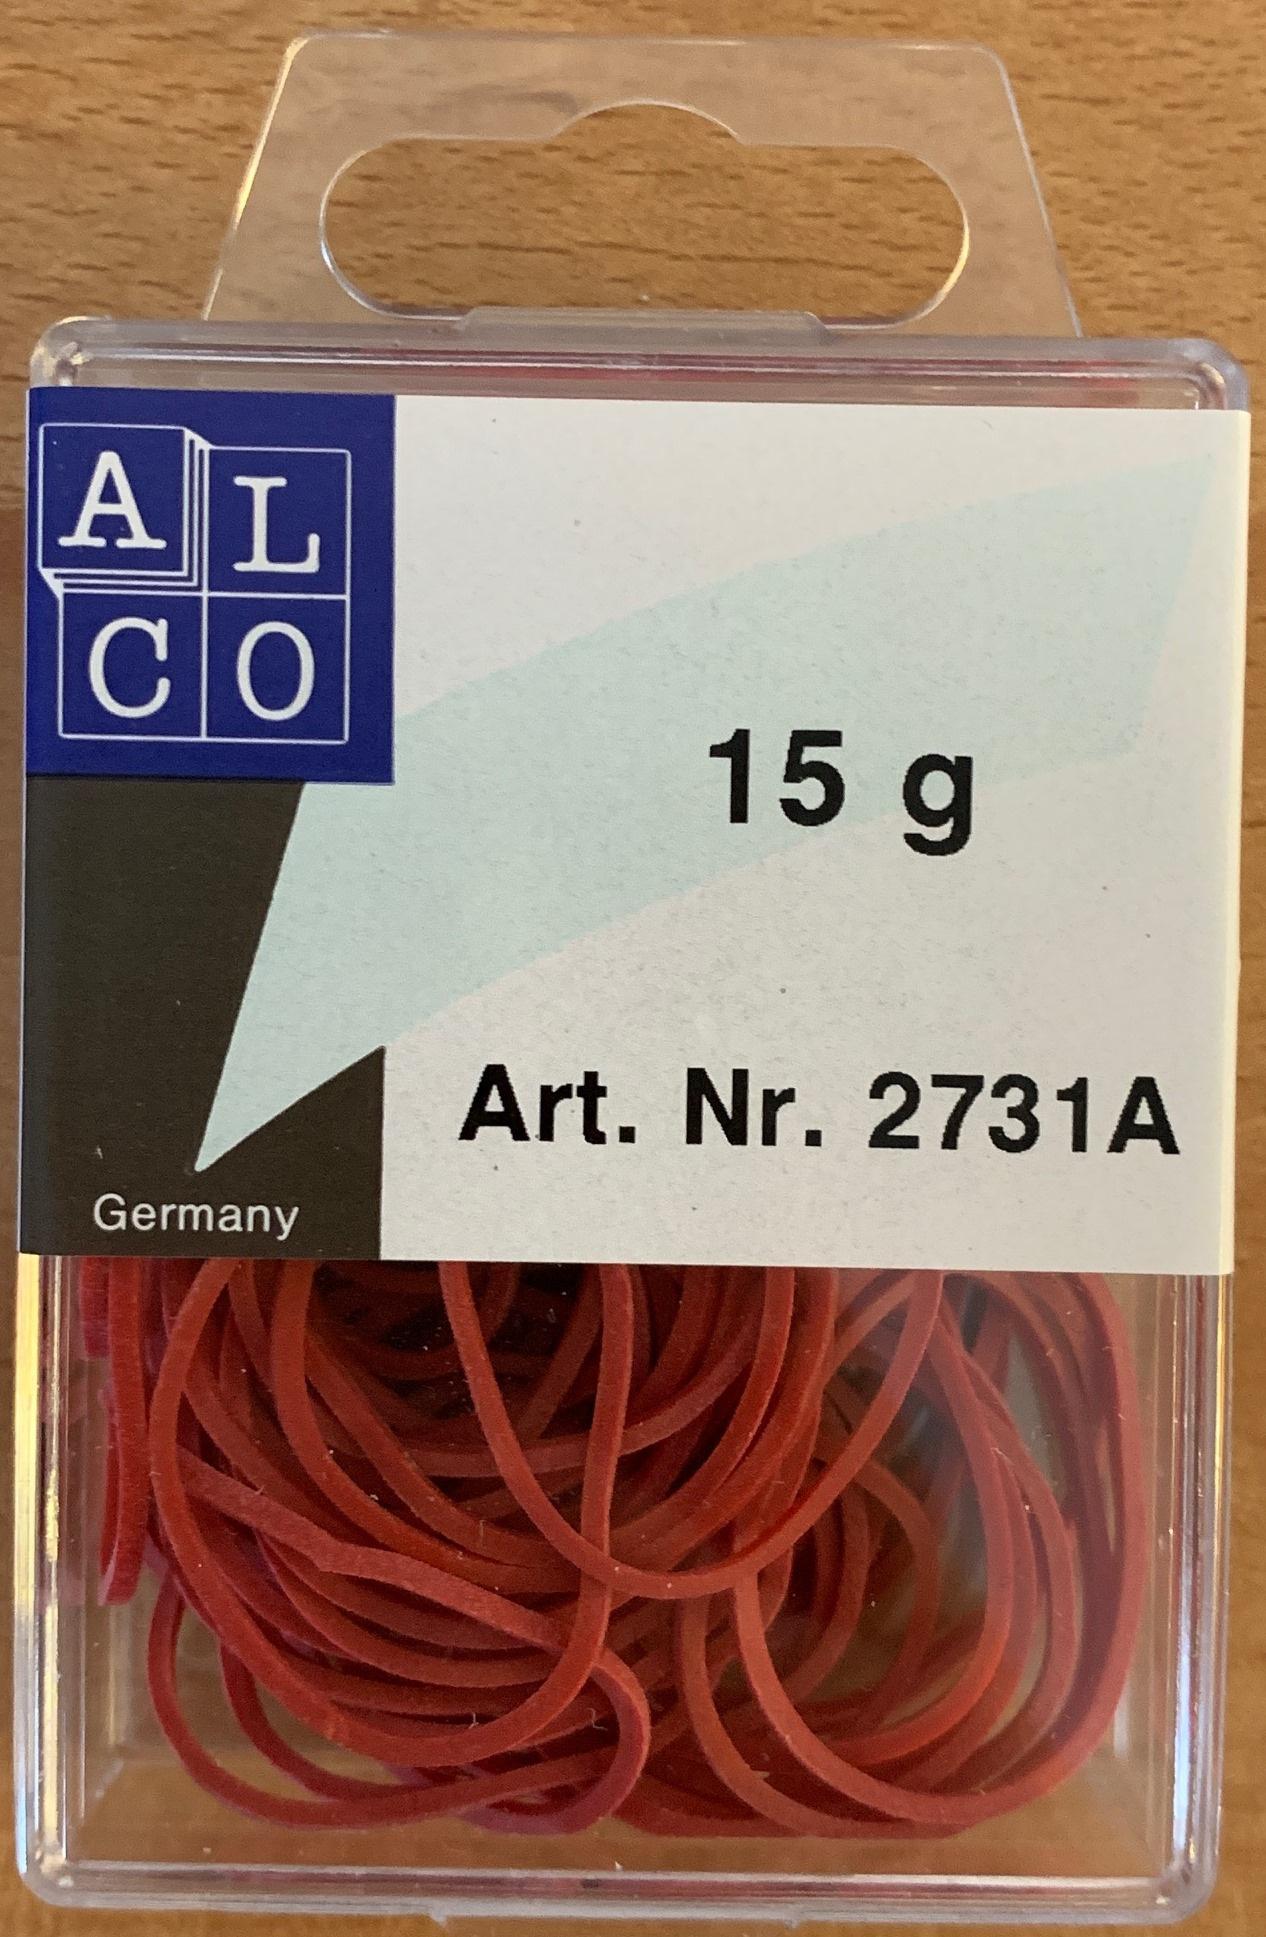 AL
CO
15 g
Art. Nr. 2731A
Germany